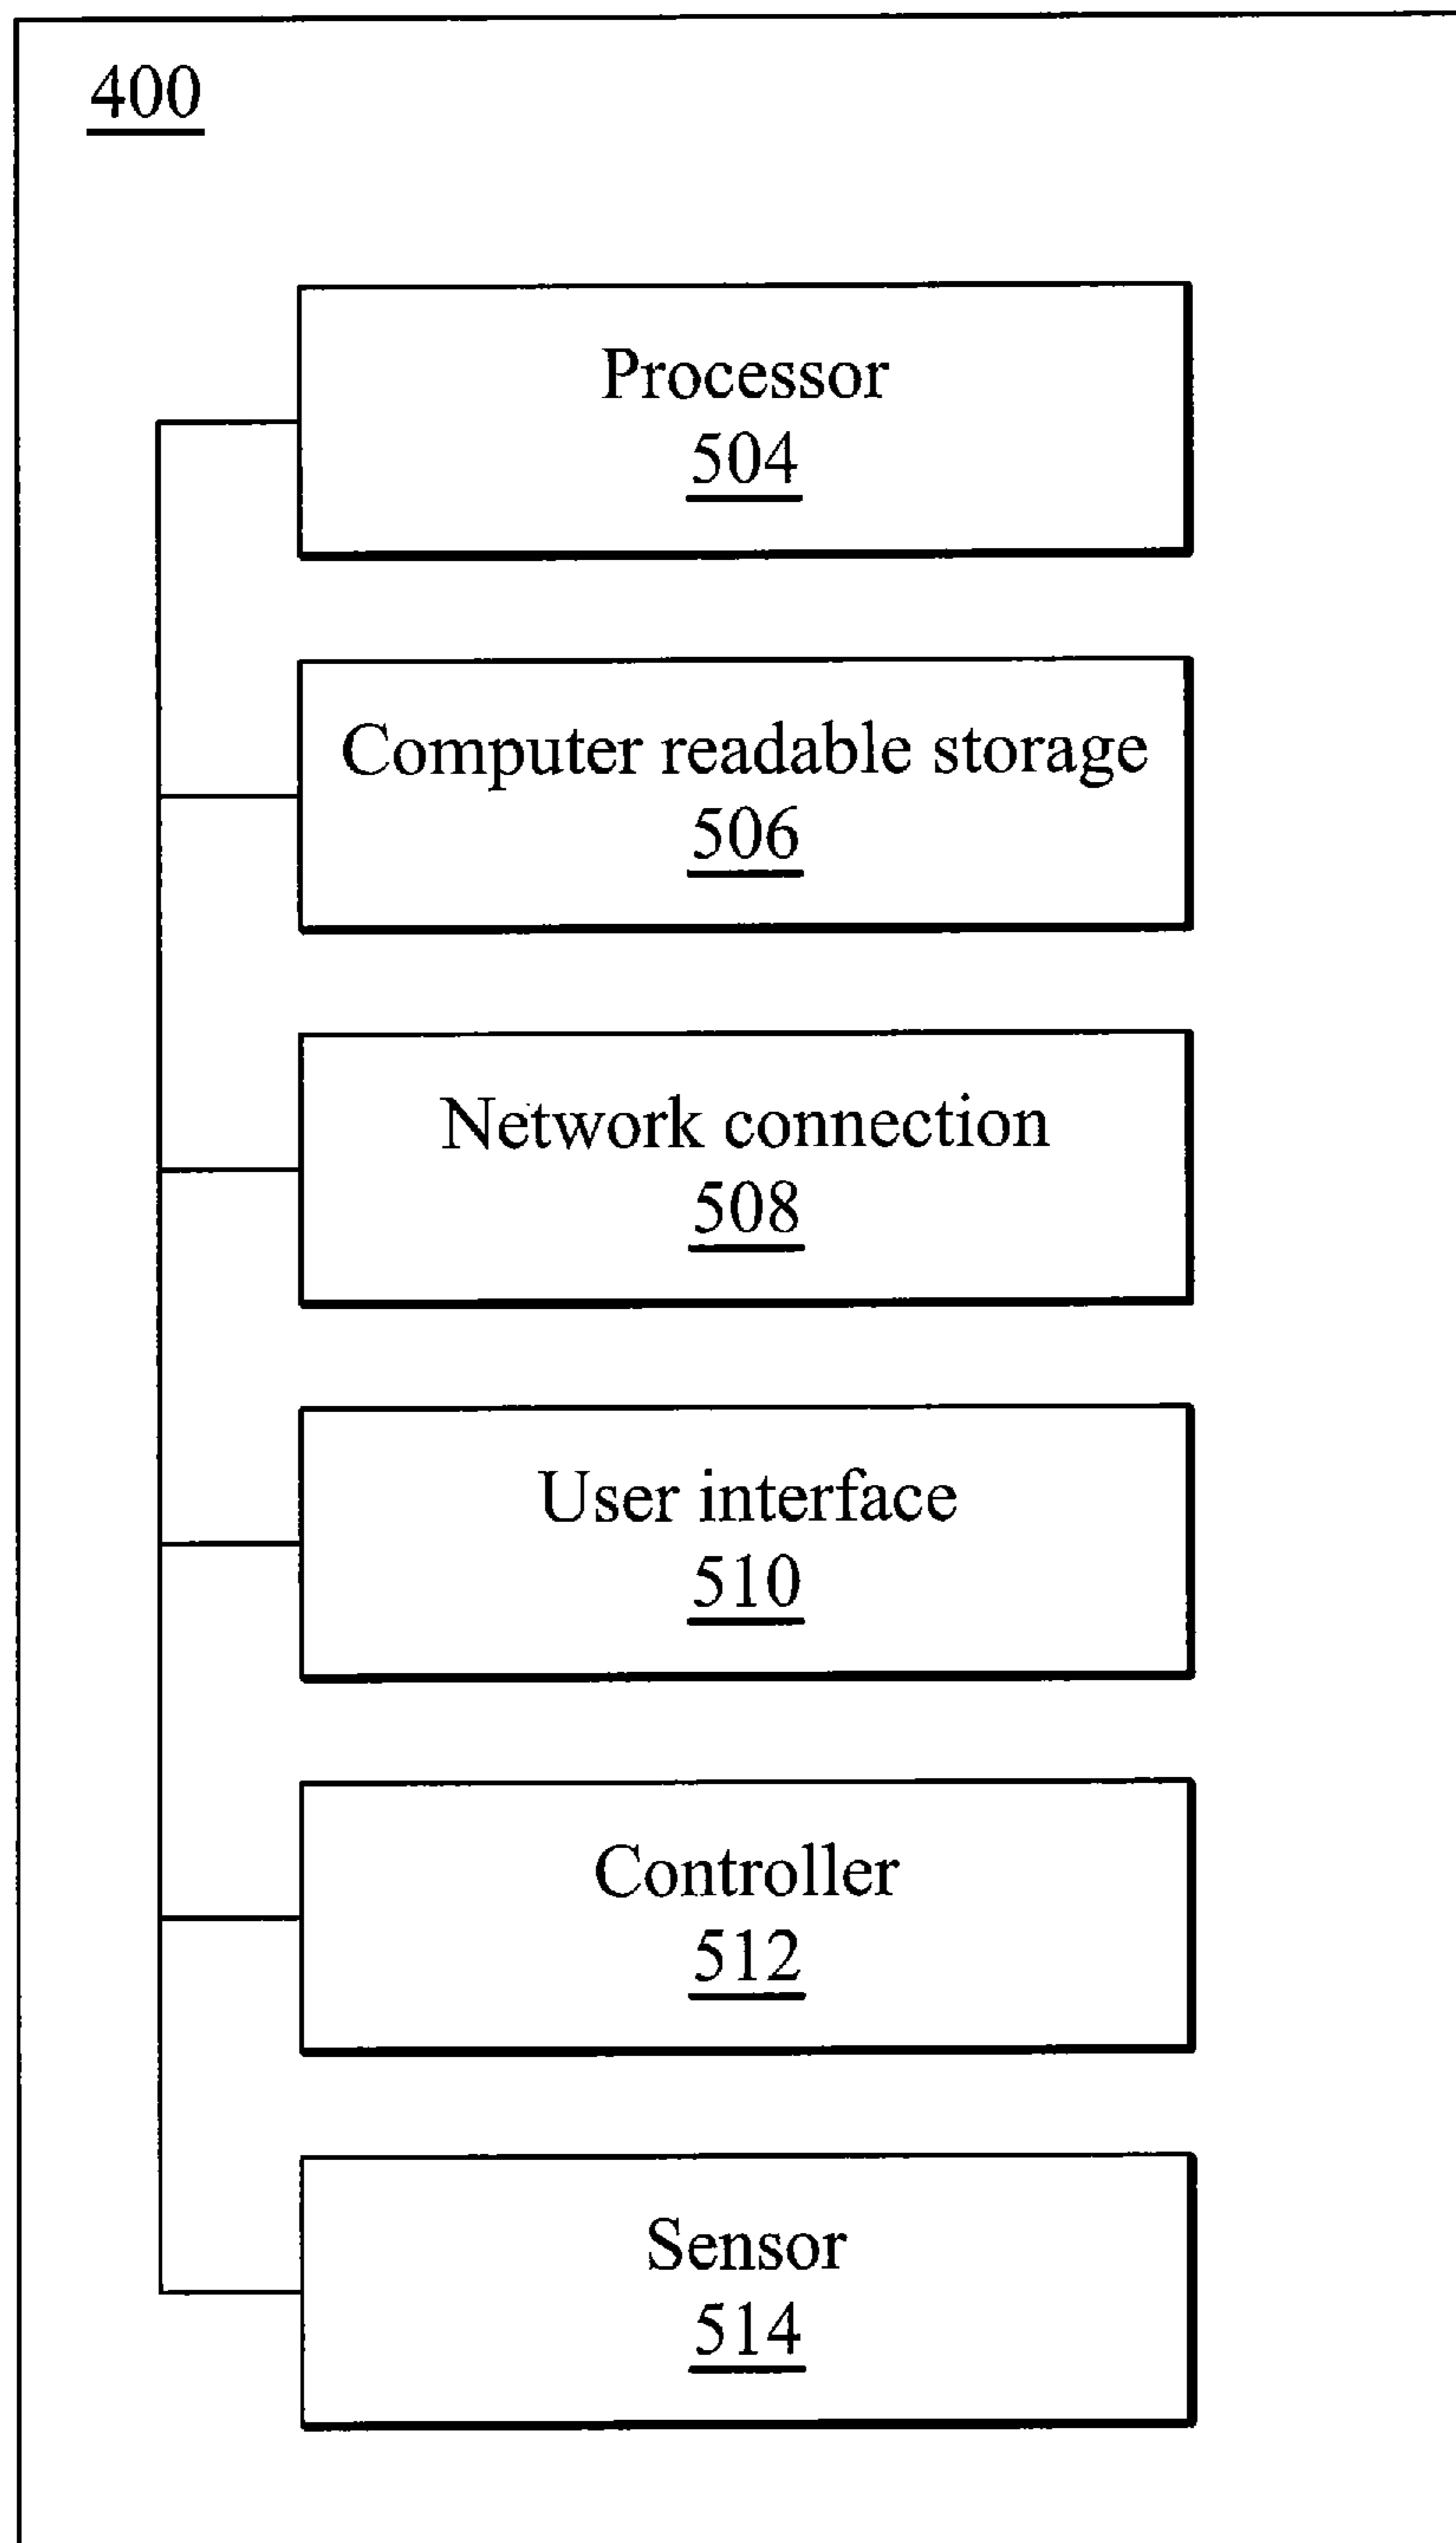 400
Processor
504
Computer readable storage
506
Network connection
508
User interface
510
Controller
512
Sensor
514